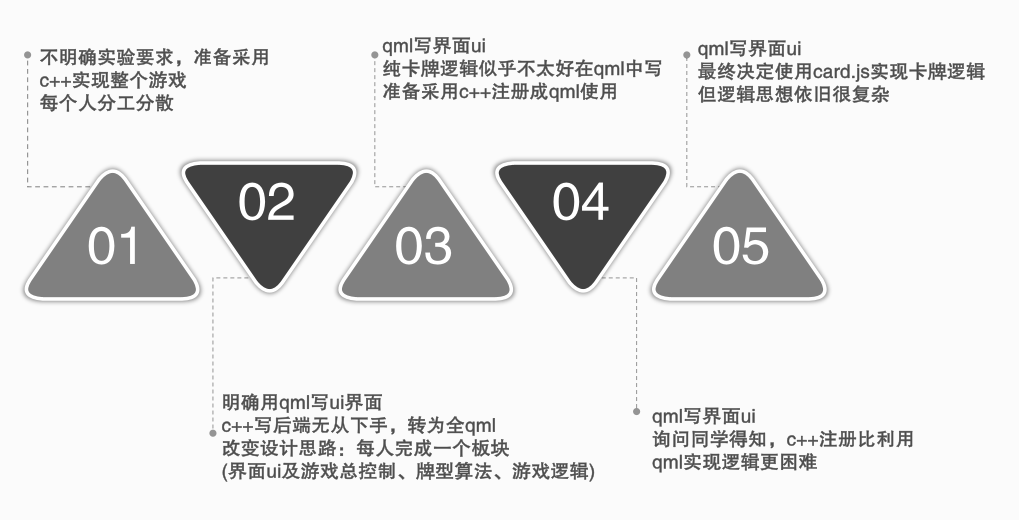 不明确实验要求，准备采用
c++实现整个游戏
每个人分工分散
01
明确用qml写ui界面
c++写后端无从下手，转为全qml
改变设计思路：每人完成一个板块
(界面ui及游戏总控制、牌型算法、游戏逻辑)
02
qml写界面ui
纯卡牌逻辑似乎不太好在qml中写
准备采用c++注册成qml使用
03
qml写界面ui
询问同学得知，c++注册比利用
qml实现逻辑更困难
04
qml写界面ui
最终决定使用card.js实现卡牌逻辑
但逻辑思想依旧很复杂
05